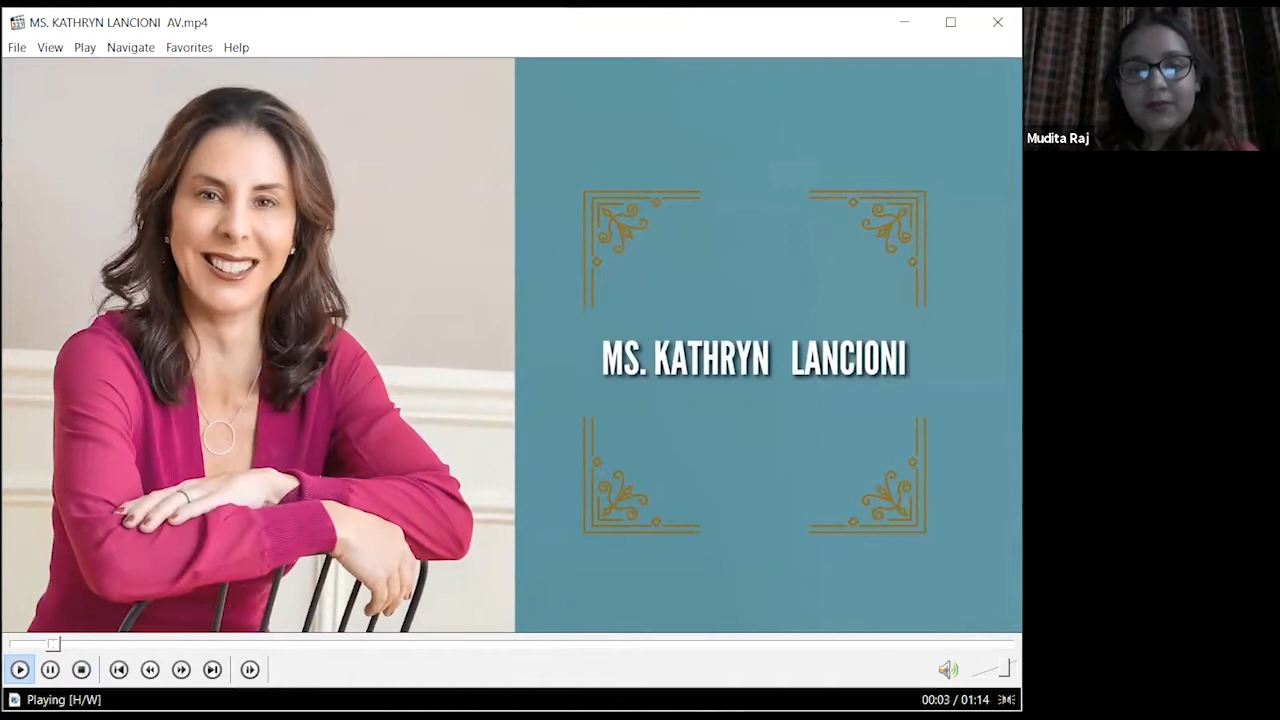 MS. KATHRYN LANCIONI AV.mp4
File View Play Navigate Favorites Help
Mudita Raj
MS. KATHRYN LANCIONI
Playing [H/W]
00:03 / 01:14